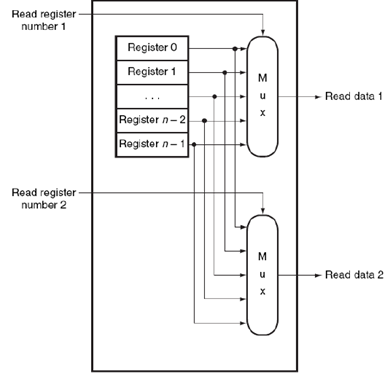 Read register
number 1
Register 0
Register 1
. . .
Register n – 2
Register n – 1
M
u
x
Read data 1
Read register
number 2
M
u
x
Read data 2